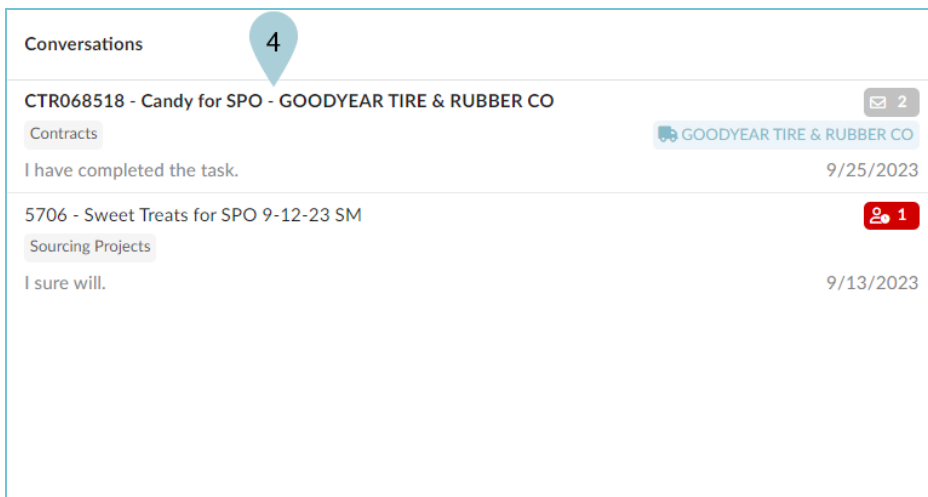 Conversations
4
CTR068518 - Candy for SPO - GOODYEAR TIRE & RUBBER CO
2
Contracts
GOODYEAR TIRE & RUBBER CO
I have completed the task.
9/25/2023
5706 - Sweet Treats for SPO 9-12-23 SM
1
Sourcing Projects
I sure will.
9/13/2023